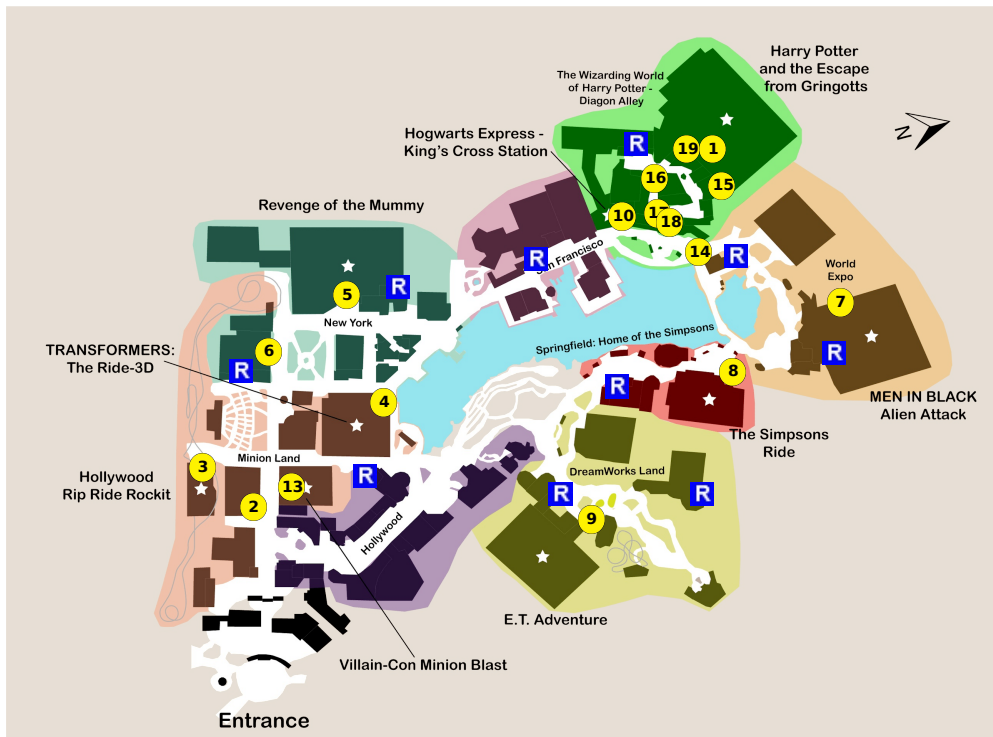 Harry Potter
and the Escape
from Gringotts
The Wizarding World
of Harry Potter -
Diagon Alley
N
Hogwarts Express -
King's Cross Station
R
19
1
16
15
10
17
18
14
R
R
San Francisco
World
Expo
7
R
MEN IN BLACK
Alien Attack
Revenge of the Mummy
R
5
New York
6
R
TRANSFORMERS:
The Ride-3D
4
Springfield: Home of the Simpsons
8
R
The Simpsons
Ride
Minion Land
3
Hollywood
Rip Ride Rockit
R
13
2
Hollywood
DreamWorks Land
R
R
9
E.T. Adventure
Villain-Con Minion Blast
Entrance